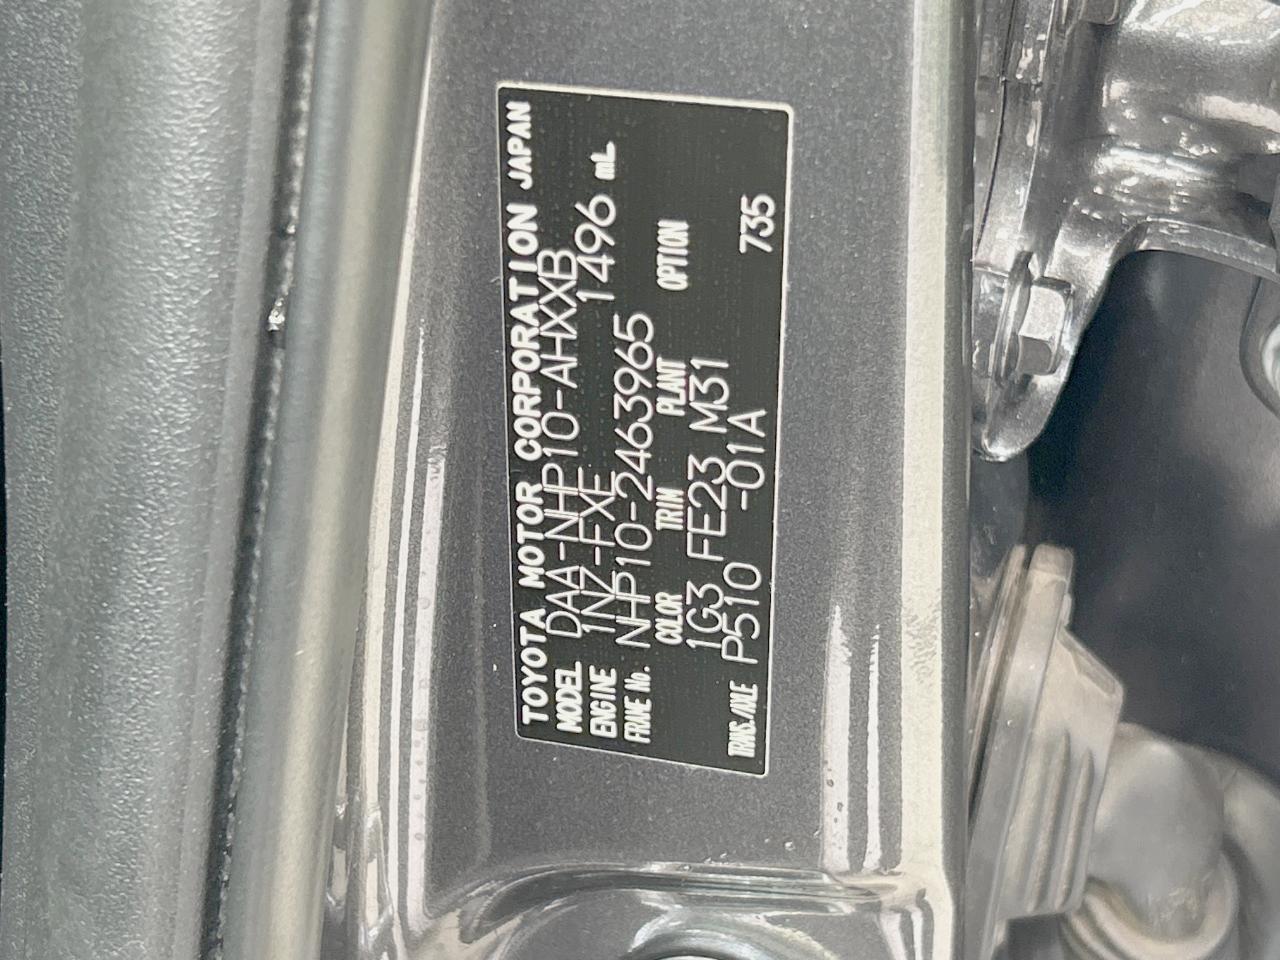 TOYOTA MOTOR CORPORATION JAPAN
MODEL DAA-NHP10-AHXXB
ENGINE 1NZ-FXE 1496 mL
FRAME No. NHP10-2463965
COLOR TRIM PLANT OPTION
1G3 FE23 M31
TRANS./AXLE P510 -01A 735